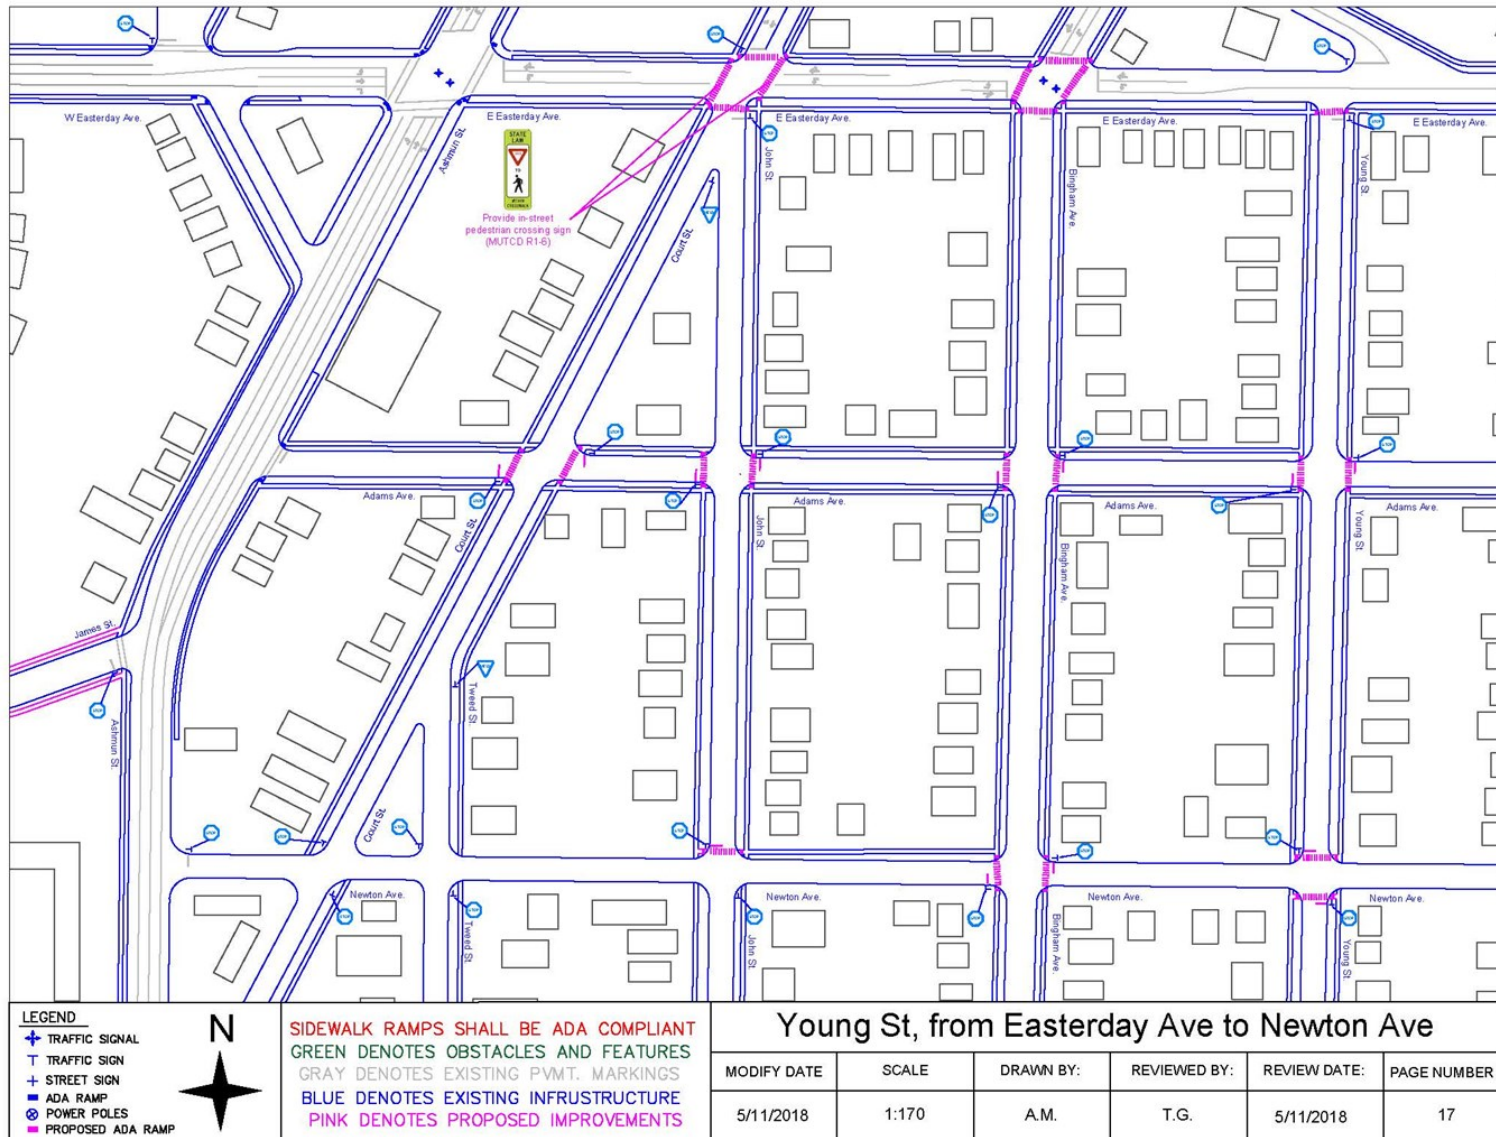 W Easterday Ave.
E Easterday Ave.
E Easterday Ave.
E Easterday Ave.
E Easterday Ave.
Ashmun St.
STATE
LAW
TO
WITHIN
CROSSWALK
Provide in-street
pedestrian crossing sign
(MUTCD R1-6)
Court St.
John St.
Bingham Ave.
Young St.
STOP
Adams Ave.
Adams Ave.
Adams Ave.
Adams Ave.
Court St.
John St.
Bingham Ave.
Young St.
James St.
Ashmun St.
Tweed St.
Court St.
Newton Ave.
Newton Ave.
Newton Ave.
Newton Ave.
Tweed St.
John St.
Bingham Ave.
Young St.
LEGEND
TRAFFIC SIGNAL
TRAFFIC SIGN
STREET SIGN
ADA RAMP
POWER POLES
PROPOSED ADA RAMP
N
SIDEWALK RAMPS SHALL BE ADA COMPLIANT
GREEN DENOTES OBSTACLES AND FEATURES
GRAY DENOTES EXISTING PVMT. MARKINGS
BLUE DENOTES EXISTING INFRUSTRUCTURE
PINK DENOTES PROPOSED IMPROVEMENTS
Young St, from Easterday Ave to Newton Ave
MODIFY DATE SCALE DRAWN BY: REVIEWED BY: REVIEW DATE: PAGE NUMBER
5/11/2018 1:170 A.M. T.G. 5/11/2018 17